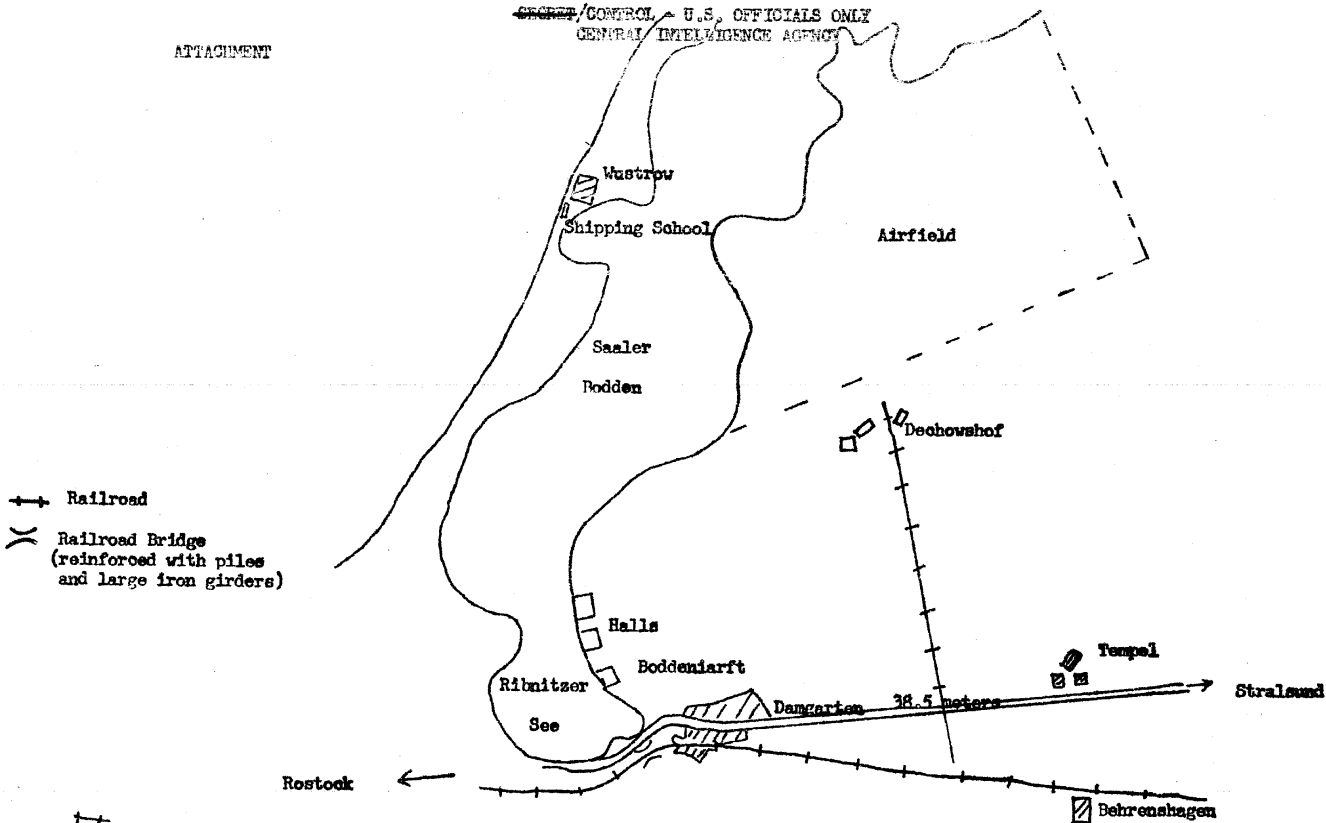 SECRET/CONTROL - U.S. OFFICIALS ONLY
CENTRAL INTELLIGENCE AGENCY
ATTACHMENT
Wustrow
Shipping School
Airfield
Saaler
Bodden
Dechowshof
Railroad
Railroad Bridge
(reinforced with piles
and large iron girders)
Halls
Boddeniarft
Tempel
Ribnitzer
See
Damgarten
38.5 meters
Stralsund
Rostock
Behrenshagen